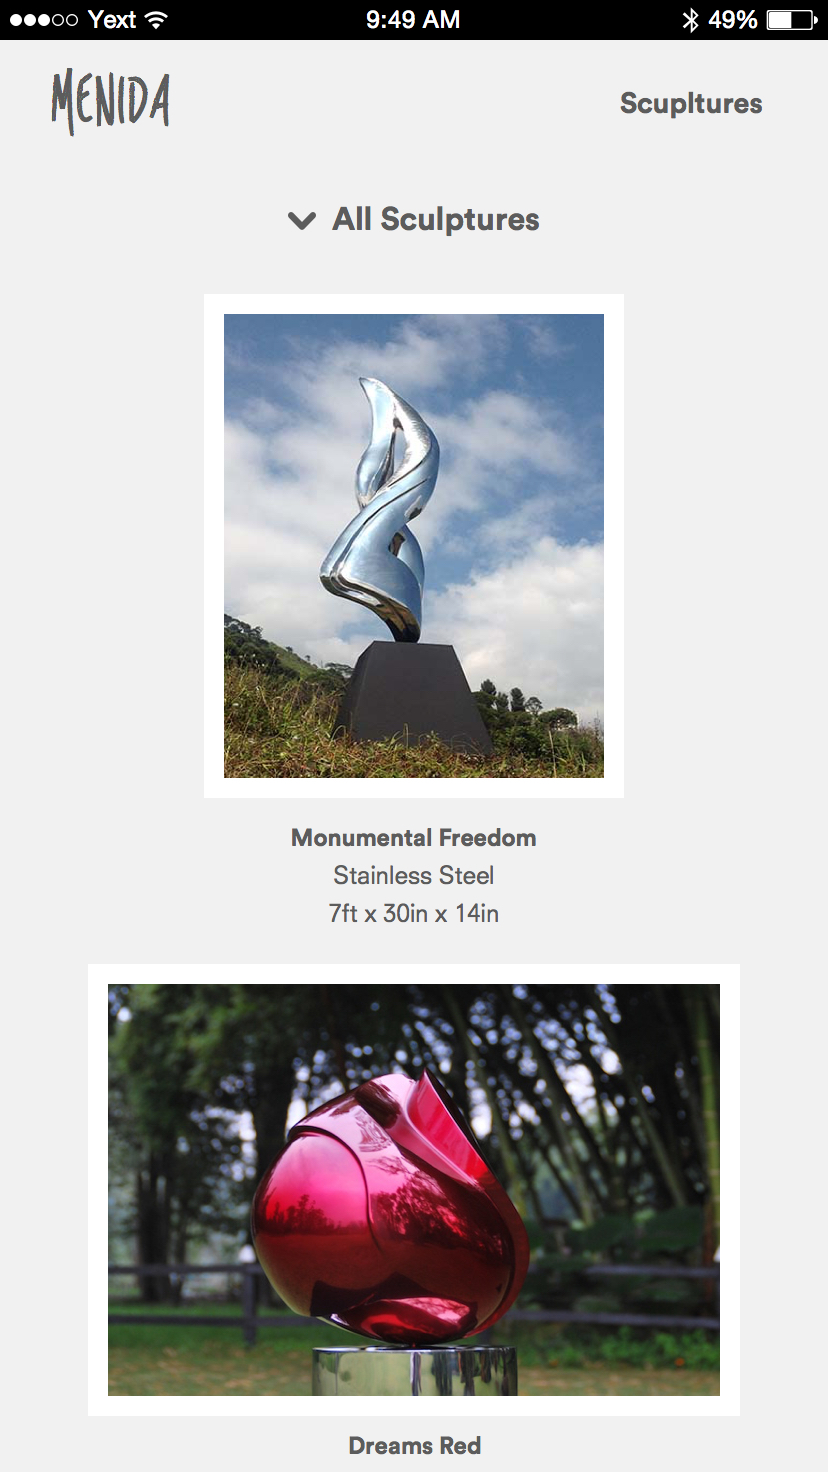 Yext 9:49 AM 49%
MENIDA Scupltures
All Sculptures
Monumental Freedom
Stainless Steel
7ft x 30in x 14in
Dreams Red